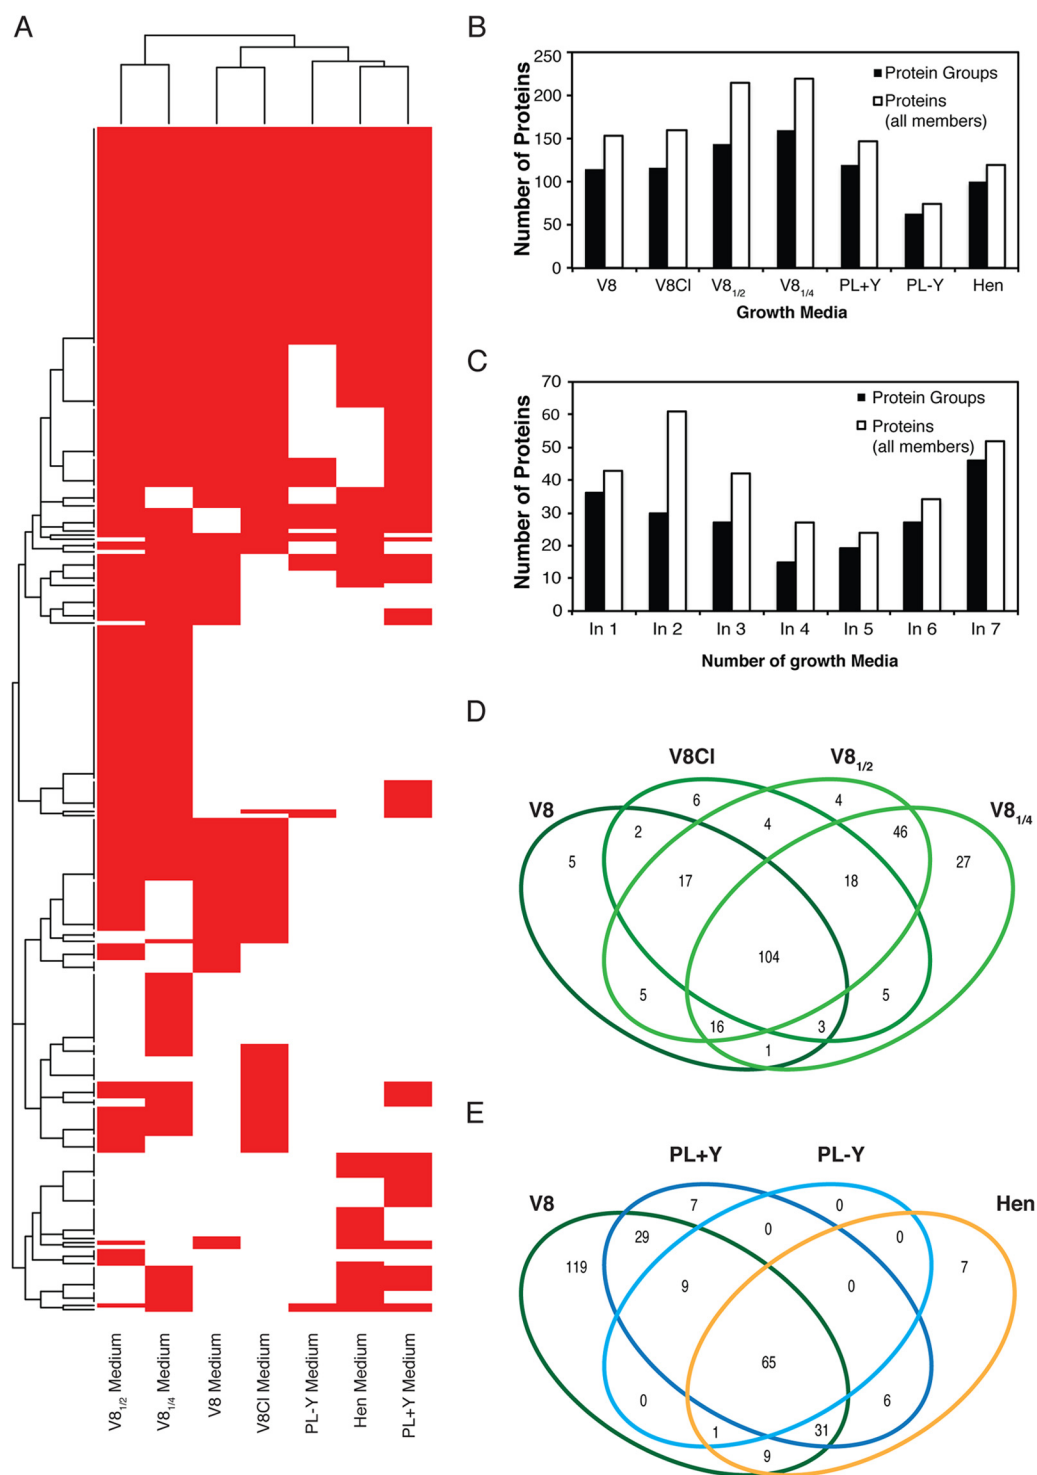 A
V8 1/2 Medium
V8 1/4 Medium
V8 Medium
V8Cl Medium
PL-Y Medium
Hen Medium
PL+Y Medium
B
Number of Proteins
250
200
150
100
50
0
Protein Groups
Proteins
(all members)
V8 V8Cl V8 1/2 V8 1/4 PL+Y PL-Y Hen
Growth Media
C
Number of Proteins
70
60
50
40
30
20
10
0
Protein Groups
Proteins
(all members)
In 1 In 2 In 3 In 4 In 5 In 6 In 7
Number of growth Media
D
V8Cl V8 1/2
V8 V8 1/4
6 4
2 4 46
5 27
17 18
104
5 5
16 3
1
E
PL+Y PL-Y
V8 Hen
7 0
29 0 0
119 7
9 0
65
0 6
1 31
9